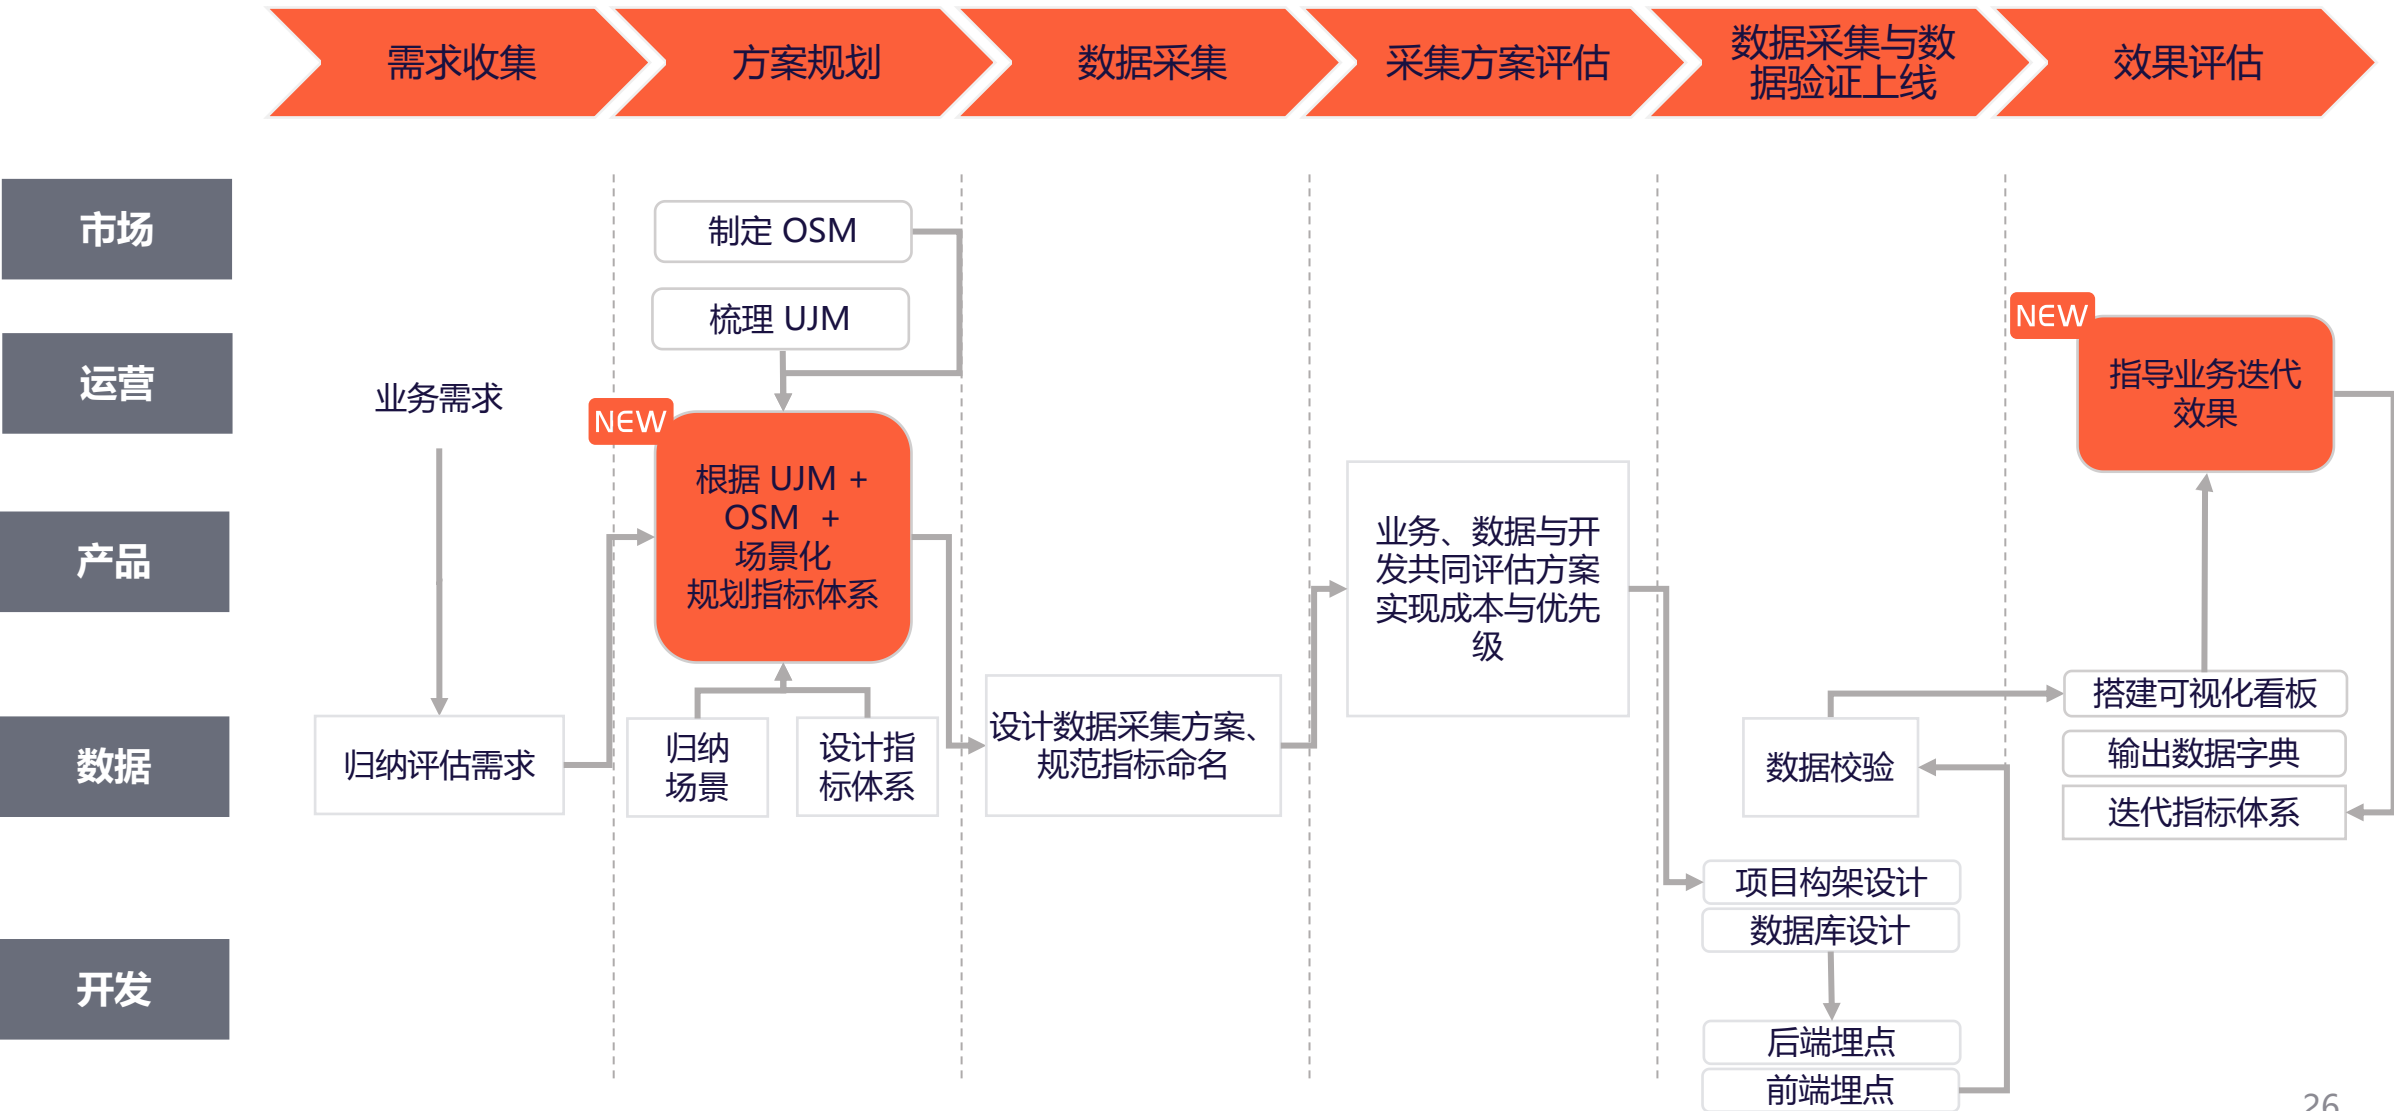 需求收集
方案规划
数据采集
采集方案评估
数据采集与数
据验证上线
效果评估
市场
运营
产品
数据
开发
业务需求
归纳评估需求
制定 OSM
梳理 UJM
NEW
根据 UJM +
OSM +
场景化
规划指标体系
归纳
场景
设计指
标体系
设计数据采集方案、
规范指标命名
业务、数据与开
发共同评估方案
实现成本与优先
级
数据校验
项目构架设计
数据库设计
后端埋点
前端埋点
NEW
指导业务迭代
效果
搭建可视化看板
输出数据字典
迭代指标体系
26